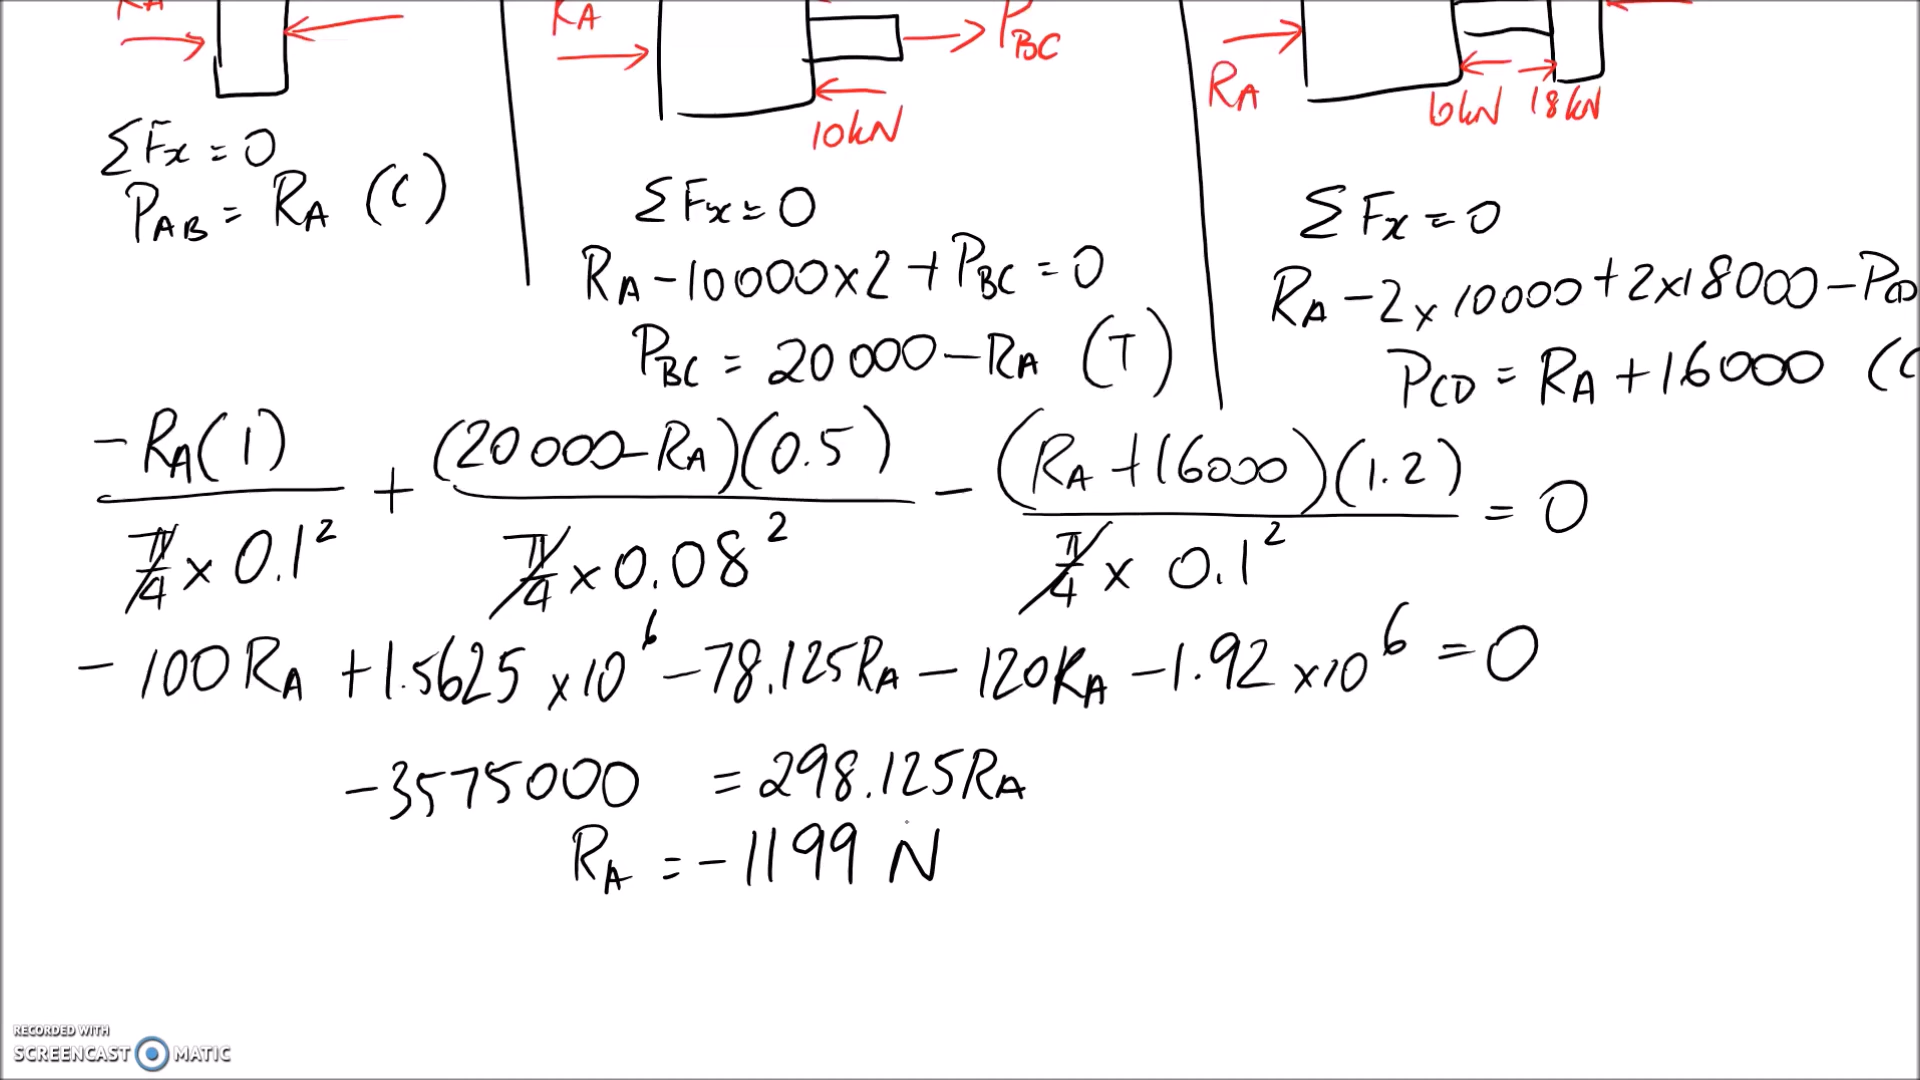 RA
ΣFx = 0
PAB = RA (C)
RA
PBC
10kN
ΣFx = 0
RA - 10000x2 + PBC = 0
PBC = 20000 - RA (T)
RA
10kN 18kN
ΣFx = 0
RA - 2 x 10000 + 2x18000 - PCD
PCD = RA + 16000 (C
-RA(1) / (π/4 x 0.1²) + (20000 - RA)(0.5) / (π/4 x 0.08²) - (RA + 16000)(1.2) / (π/4 x 0.1²) = 0
- 100RA + 1.5625 x10⁶ - 78.125RA - 120RA - 1.92 x10⁶ = 0
-3575000 = 298.125RA
RA = -1199 N
RECORDED WITH
SCREENCAST MATIC